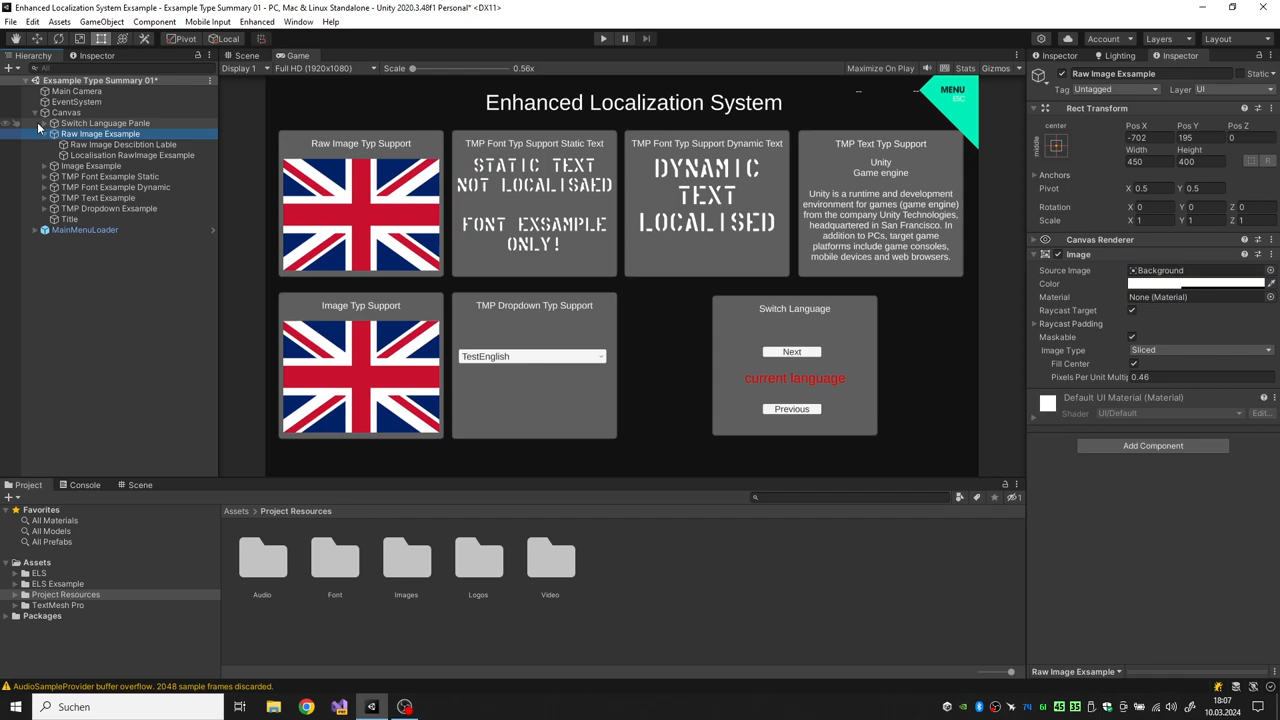 Enhanced Localization System Exsample - Exsample Type Summary 01 - PC, Mac & Linux Standalone - Unity 2020.3.48f1 Personal* <DX11>
File Edit Assets GameObject Component Mobile Input Enhanced Window Help
Pivot Local Account Layers Layout
Hierarchy Inspector Scene Game Inspector Lighting Inspector
All Display 1 Full HD (1920x1080) Scale 0.56x Maximize On Play Stats Gizmos
Exsample Type Summary 01*
Main Camera
EventSystem
Canvas
Switch Language Panle
Raw Image Exsample
Raw Image Descibtion Lable
Localisation RawImage Example
Image Exsample
TMP Font Exsample Static
TMP Font Exsample Dynamic
TMP Text Exsample
TMP Dropdown Exsample
Title
MainMenuLoader
-- --
MENU
ESC
Enhanced Localization System
Raw Image Typ Support
TMP Font Typ Support Static Text
STATIC TEXT
NOT LOCALISAED
FONT EXSAMPLE
ONLY!
TMP Font Typ Support Dynamic Text
DYNAMIC
TEXT
LOCALISED
TMP Text Typ Support
Unity
Game engine
Unity is a runtime and development
environment for games (game engine)
from the company Unity Technologies,
headquartered in San Francisco. In
addition to PCs, target game
platforms include game consoles,
mobile devices and web browsers.
Image Typ Support
TMP Dropdown Typ Support
TestEnglish
Switch Language
Next
current language
Previous
Raw Image Exsample Static
Tag Untagged Layer UI
Rect Transform
center Pos X Pos Y Pos Z
middle -702 195 0
Width Height
450 400 R
Anchors
Pivot X 0.5 Y 0.5
Rotation X 0 Y 0 Z 0
Scale X 1 Y 1 Z 1
Canvas Renderer
Image
Source Image Background
Color
Material None (Material)
Raycast Target
Raycast Padding
Maskable
Image Type Sliced
Fill Center
Pixels Per Unit Multip 0.46
Default UI Material (Material)
Shader UI/Default Edit...
Add Component
Project Console Scene
1
Favorites
All Materials
All Models
All Prefabs
Assets
ELS
ELS Exsample
Project Resources
TextMesh Pro
Packages
Assets > Project Resources
Audio Font Images Logos Video
Raw Image Exsample
AudioSampleProvider buffer overflow. 2048 sample frames discarded.
Suchen
18:07
10.03.2024